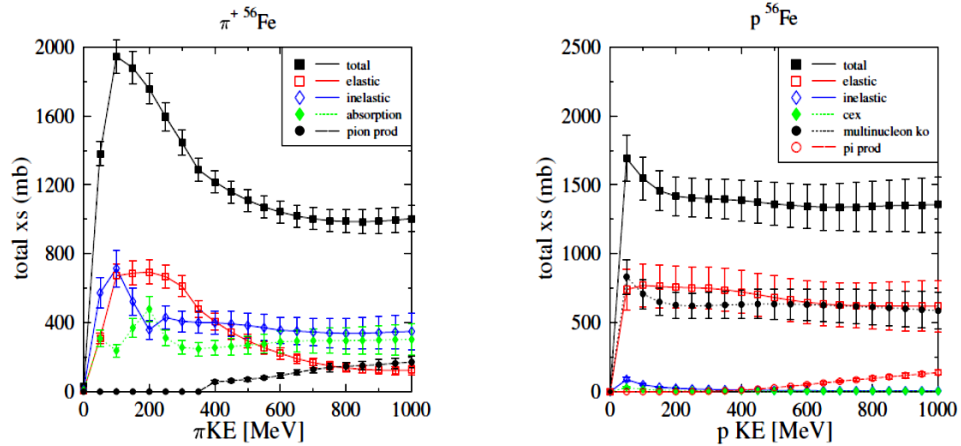 π⁺ ⁵⁶Fe
total xs (mb)
2000
1600
1200
800
400
0
total
elastic
inelastic
absorption
pion prod
0 200 400 600 800 1000
πKE [MeV]
p ⁵⁶Fe
total xs (mb)
2500
2000
1500
1000
500
0
total
elastic
inelastic
cex
multinucleon ko
pi prod
0 200 400 600 800 1000
p KE [MeV]